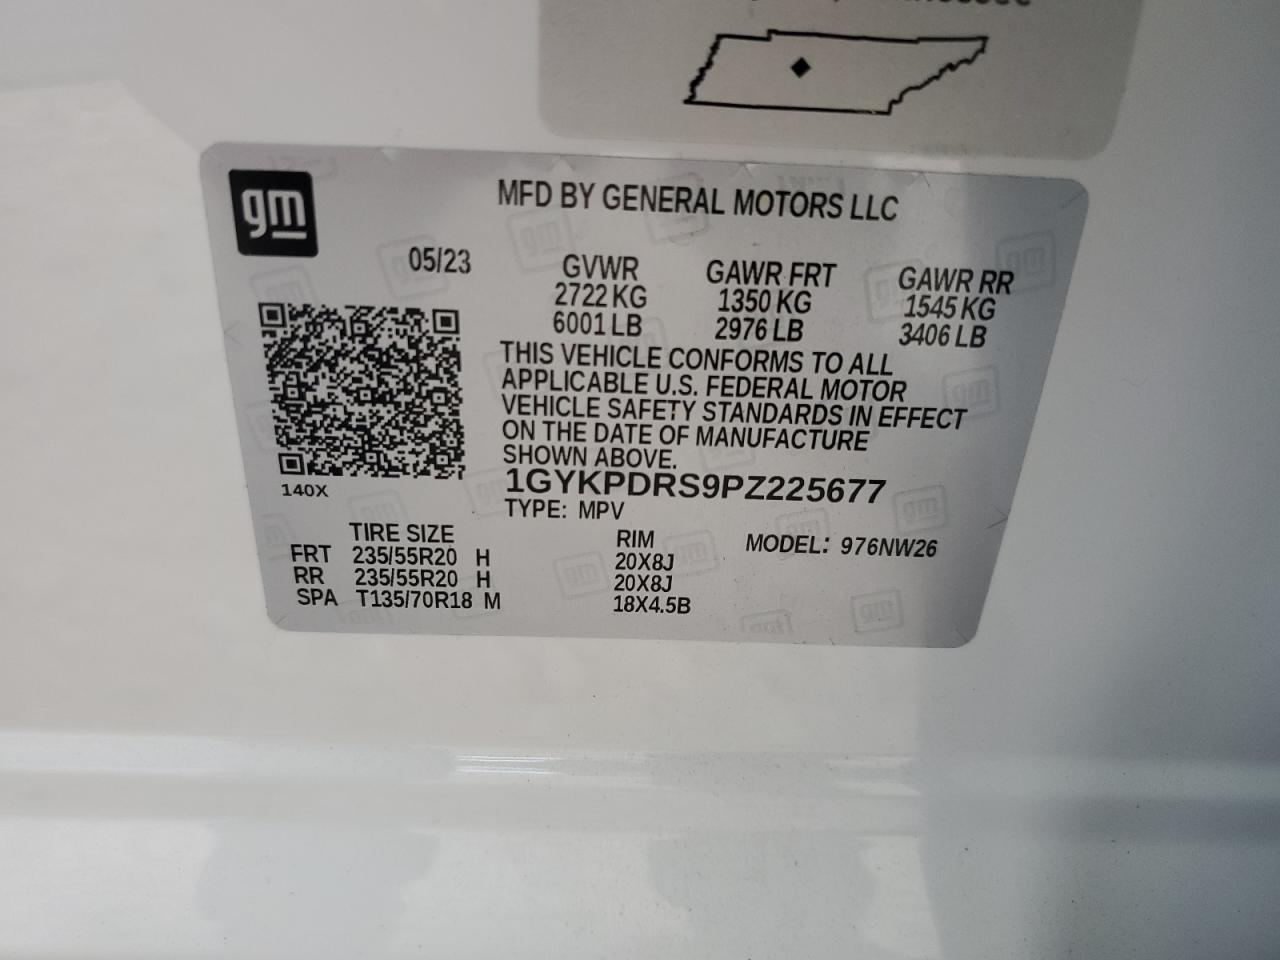 gm
MFD BY GENERAL MOTORS LLC
05/23
GVWR GAWR FRT GAWR RR
2722 KG 1350 KG 1545 KG
6001 LB 2976 LB 3406 LB
THIS VEHICLE CONFORMS TO ALL
APPLICABLE U.S. FEDERAL MOTOR
VEHICLE SAFETY STANDARDS IN EFFECT
ON THE DATE OF MANUFACTURE
SHOWN ABOVE.
1GYKPDRS9PZ225677
140X
TYPE: MPV
TIRE SIZE RIM MODEL: 976NW26
FRT 235/55R20 H 20X8J
RR 235/55R20 H 20X8J
SPA T135/70R18 M 18X4.5B